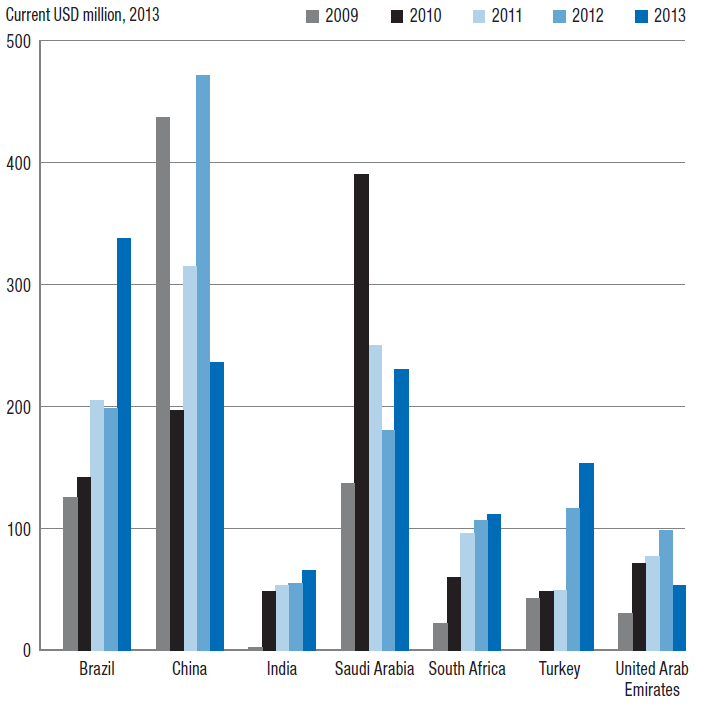 Current USD million, 2013
2009 2010 2011 2012 2013
500
400
300
200
100
0
Brazil China India Saudi Arabia South Africa Turkey United Arab
Emirates